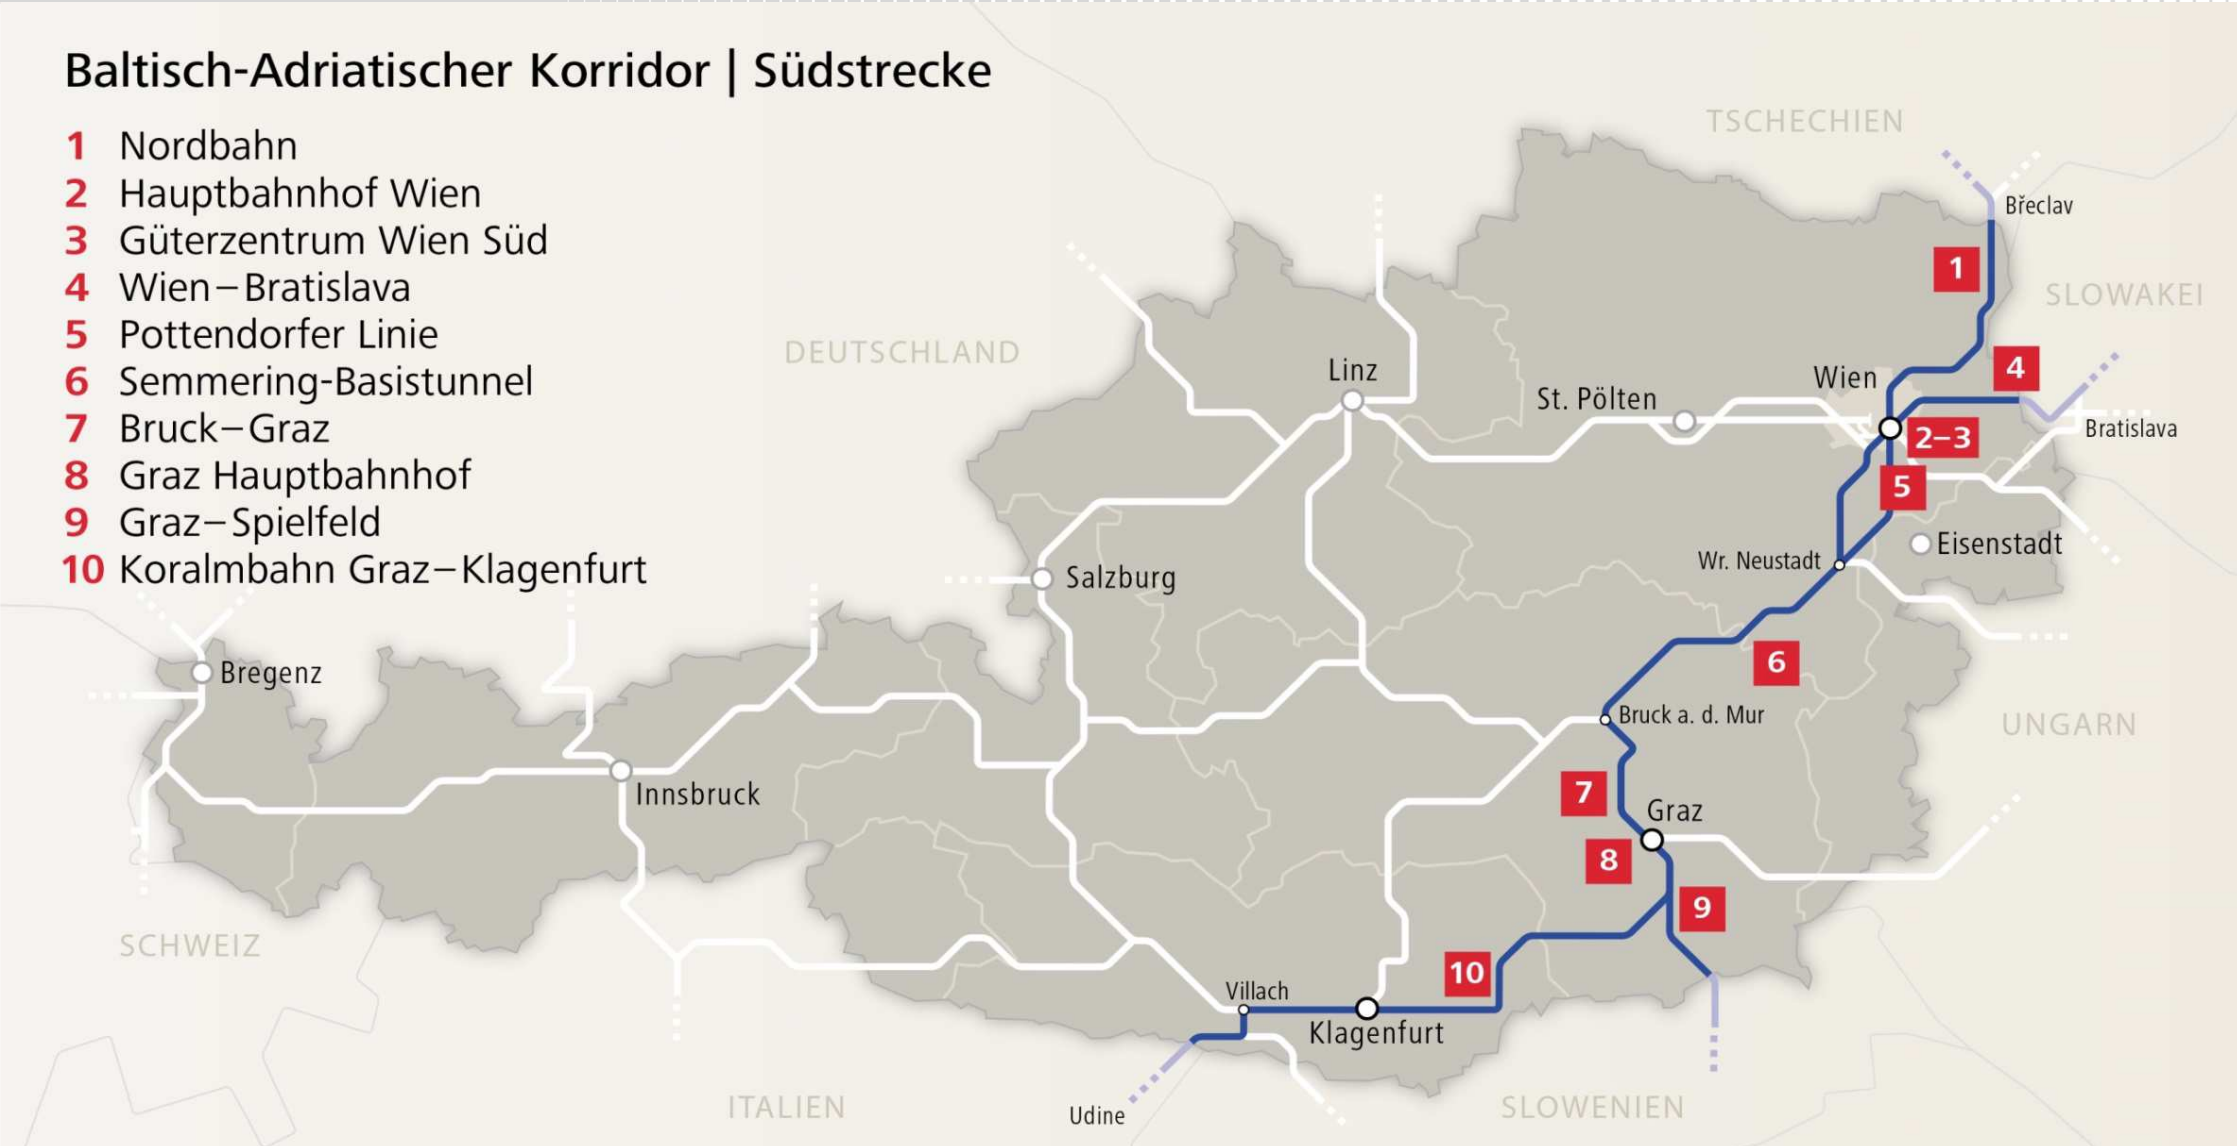 Baltisch-Adriatischer Korridor | Südstrecke
1 Nordbahn
2 Hauptbahnhof Wien
3 Güterzentrum Wien Süd
4 Wien–Bratislava
5 Pottendorfer Linie
6 Semmering-Basistunnel
7 Bruck–Graz
8 Graz Hauptbahnhof
9 Graz–Spielfeld
10 Koralmbahn Graz–Klagenfurt
TSCHECHIEN
Břeclav
1
SLOWAKEI
DEUTSCHLAND
Linz
St. Pölten
Wien
4
2–3
Bratislava
5
Eisenstadt
Wr. Neustadt
Salzburg
Bregenz
6
Bruck a. d. Mur
UNGARN
Innsbruck
7
Graz
8
9
SCHWEIZ
10
Villach
Klagenfurt
ITALIEN
Udine
SLOWENIEN